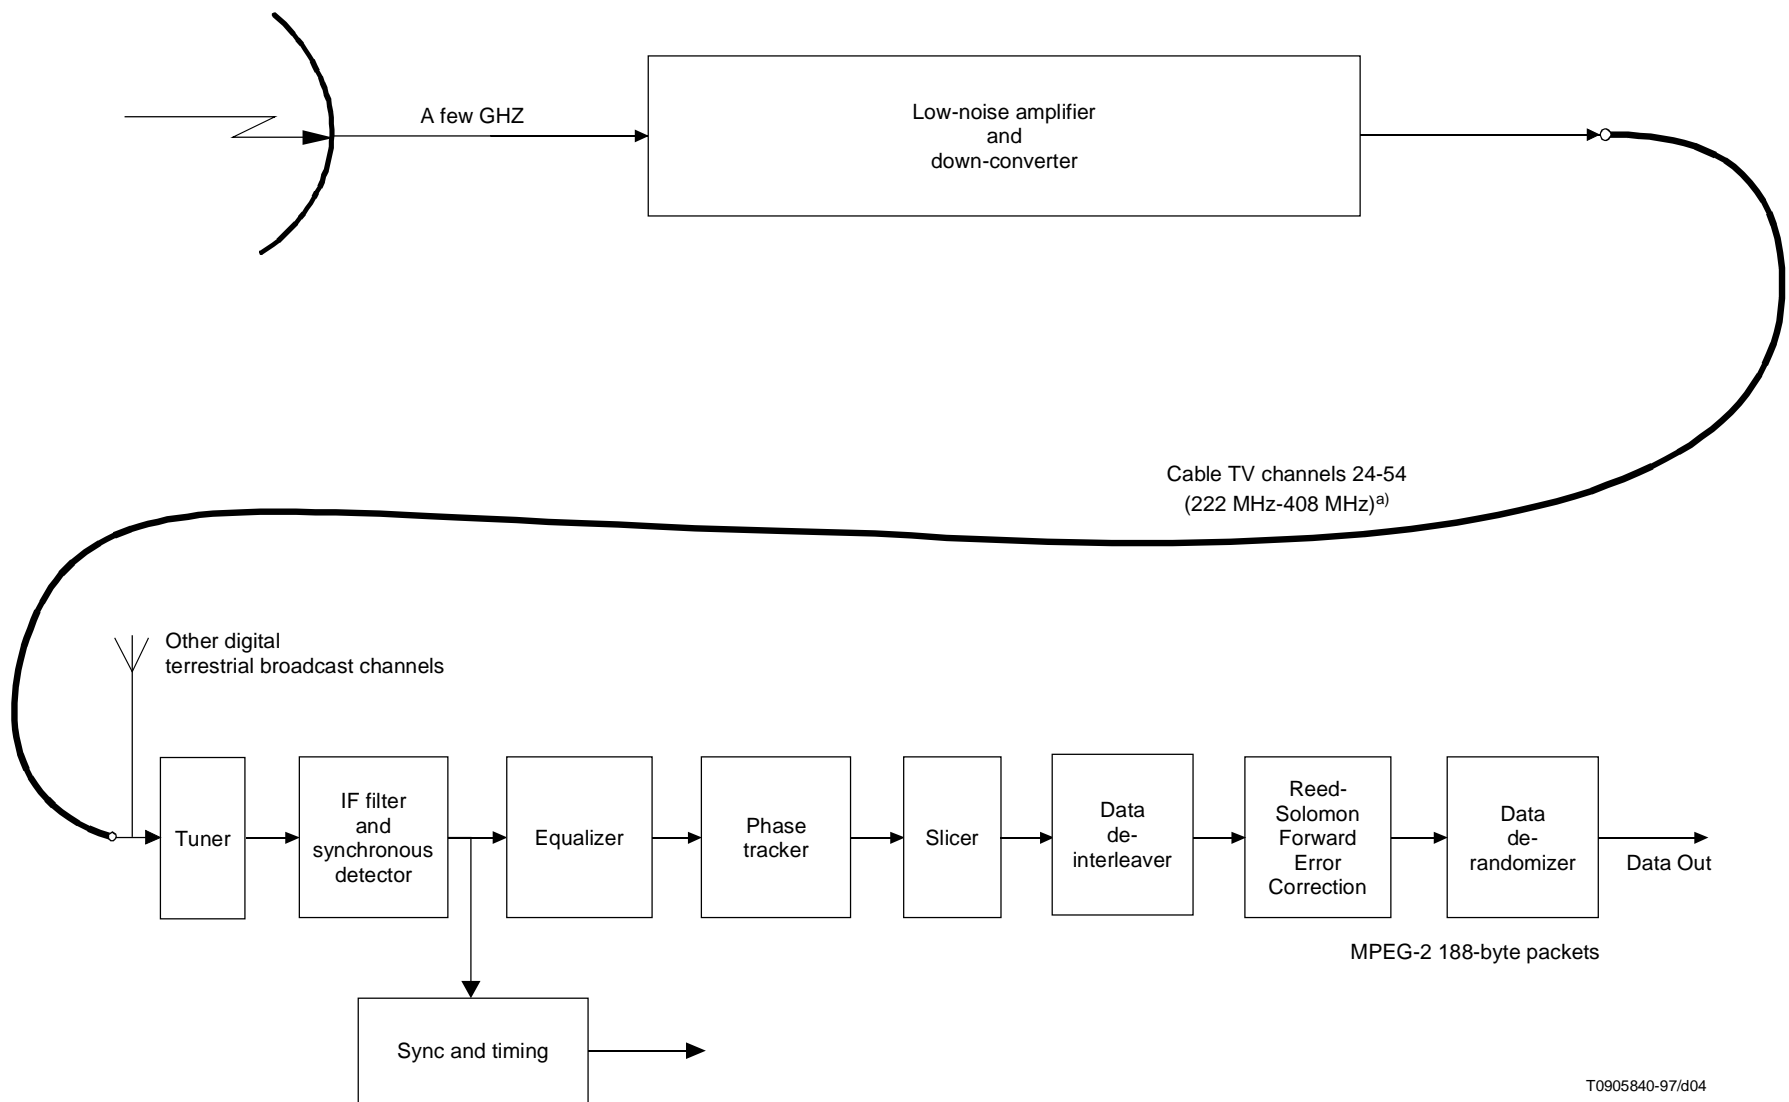 A few GHZ
Low-noise amplifier
and
down-converter
Cable TV channels 24-54
(222 MHz-408 MHz)a)
Other digital
terrestrial broadcast channels
Tuner
IF filter
and
synchronous
detector
Equalizer
Phase
tracker
Slicer
Data
de-
interleaver
Reed-
Solomon
Forward
Error
Correction
Data
de-
randomizer
Data Out
MPEG-2 188-byte packets
Sync and timing
T0905840-97/d04